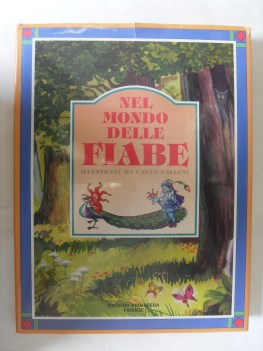 NEL
MONDO
DELLE
FIABE
ILLUSTRATE DA CARLO GALLENI
EDIZIONI PRIMAVERA
FIRENZE